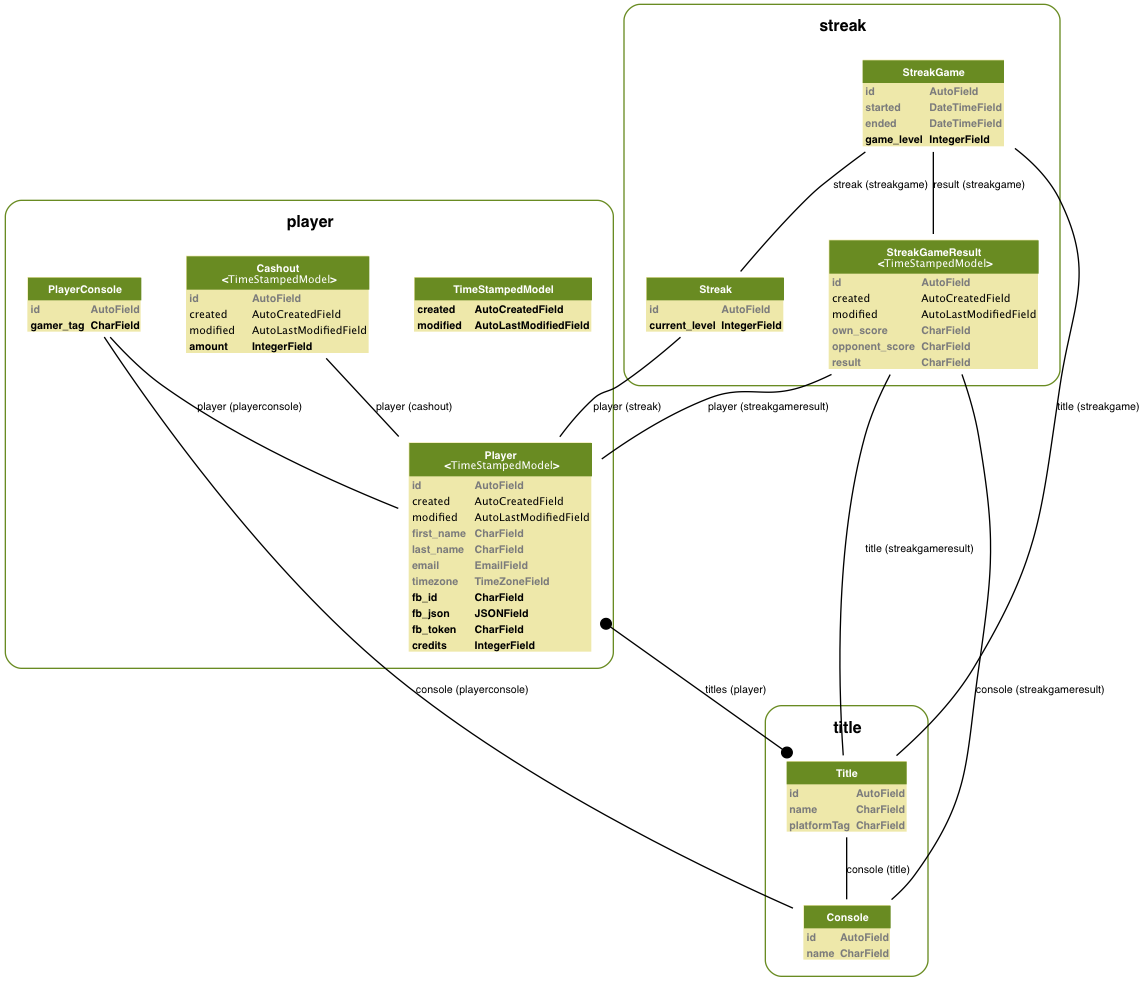 streak
StreakGame
id AutoField
started DateTimeField
ended DateTimeField
game_level IntegerField
streak (streakgame)
result (streakgame)
StreakGameResult
<TimeStampedModel>
id AutoField
created AutoCreatedField
modified AutoLastModifiedField
own_score CharField
opponent_score CharField
result CharField
Streak
id AutoField
current_level IntegerField
player
PlayerConsole
id AutoField
gamer_tag CharField
Cashout
<TimeStampedModel>
id AutoField
created AutoCreatedField
modified AutoLastModifiedField
amount IntegerField
TimeStampedModel
created AutoCreatedField
modified AutoLastModifiedField
player (playerconsole)
player (cashout)
player (streak)
player (streakgameresult)
title (streakgame)
Player
<TimeStampedModel>
id AutoField
created AutoCreatedField
modified AutoLastModifiedField
first_name CharField
last_name CharField
email EmailField
timezone TimeZoneField
fb_id CharField
fb_json JSONField
fb_token CharField
credits IntegerField
title (streakgameresult)
console (playerconsole)
titles (player)
console (streakgameresult)
title
Title
id AutoField
name CharField
platformTag CharField
console (title)
Console
id AutoField
name CharField